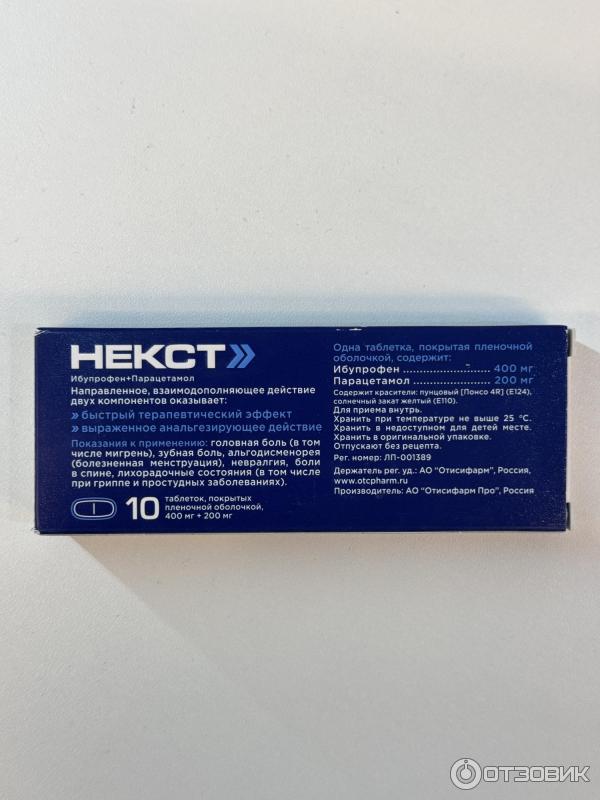 НЕКСТ
Ибупрофен+Парацетамол
Направленное, взаимодополняющее действие
двух компонентов оказывает:
» быстрый терапевтический эффект
» выраженное анальгезирующее действие
Показания к применению: головная боль (в том
числе мигрень), зубная боль, альгодисменорея
(болезненная менструация), невралгия, боли
в спине, лихорадочные состояния (в том числе
при гриппе и простудных заболеваниях).
10 таблеток, покрытых
пленочной оболочкой,
400 мг + 200 мг
Одна таблетка, покрытая пленочной
оболочкой, содержит:
Ибупрофен ........................ 400 мг
Парацетамол ..................... 200 мг
Содержит красители: пунцовый [Понсо 4R] (E124),
солнечный закат желтый (E110).
Для приема внутрь.
Хранить при температуре не выше 25 °C.
Хранить в недоступном для детей месте.
Хранить в оригинальной упаковке.
Отпускают без рецепта.
Рег. номер: ЛП-001389
Держатель рег. уд.: АО "Отисифарм", Россия,
www.otcpharm.ru
Производитель: АО "Отисифарм Про", Россия
ОТЗОВИК